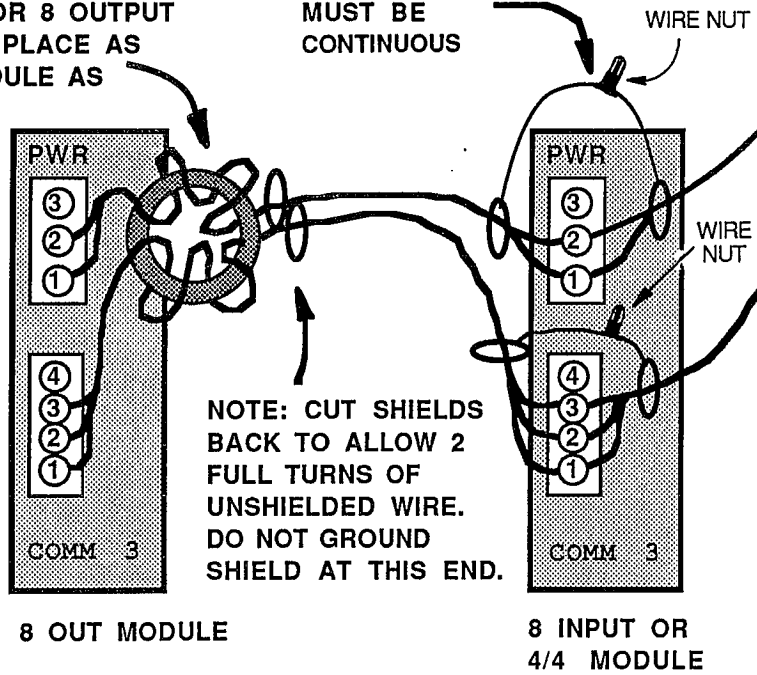 OR 8 OUTPUT
PLACE AS
ULE AS
MUST BE
CONTINUOUS
WIRE NUT
PWR
3
2
1
4
3
2
1
COMM 3
8 OUT MODULE
NOTE: CUT SHIELDS
BACK TO ALLOW 2
FULL TURNS OF
UNSHIELDED WIRE.
DO NOT GROUND
SHIELD AT THIS END.
PWR
3
2
1
WIRE
NUT
4
3
2
1
COMM 3
8 INPUT OR
4/4 MODULE